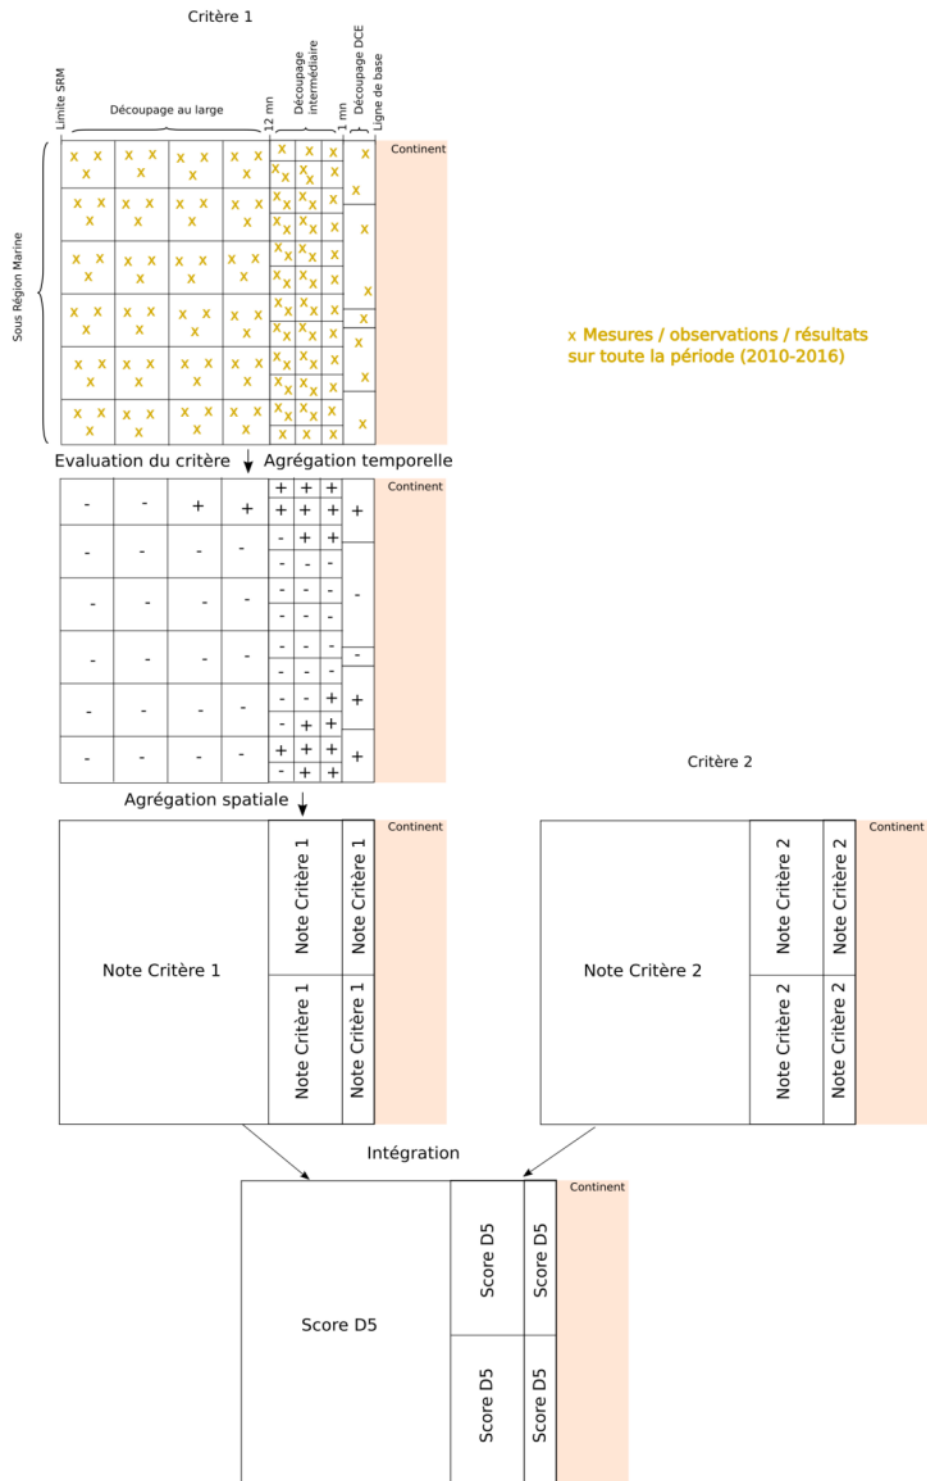 Critère 1
Limite SRM
Découpage au large
12 mn
Découpage
intermédiaire
1 mn
Découpage DCE
Ligne de base
Continent
Sous Région Marine
x Mesures / observations / résultats
sur toute la période (2010-2016)
Evaluation du critère
Agrégation temporelle
Continent
- - + +
- - - -
- - - -
- - - -
- - - -
- - - -
+ + +
+ + +
- + +
- - -
- - -
- - -
- - -
- - -
- - +
- + +
+ + +
- + +
+
-
-
+
+
Agrégation spatiale
Critère 2
Continent
Note Critère 1
Note Critère 1
Note Critère 1
Note Critère 1
Note Critère 1
Continent
Note Critère 2
Note Critère 2
Note Critère 2
Note Critère 2
Note Critère 2
Intégration
Continent
Score D5
Score D5
Score D5
Score D5
Score D5